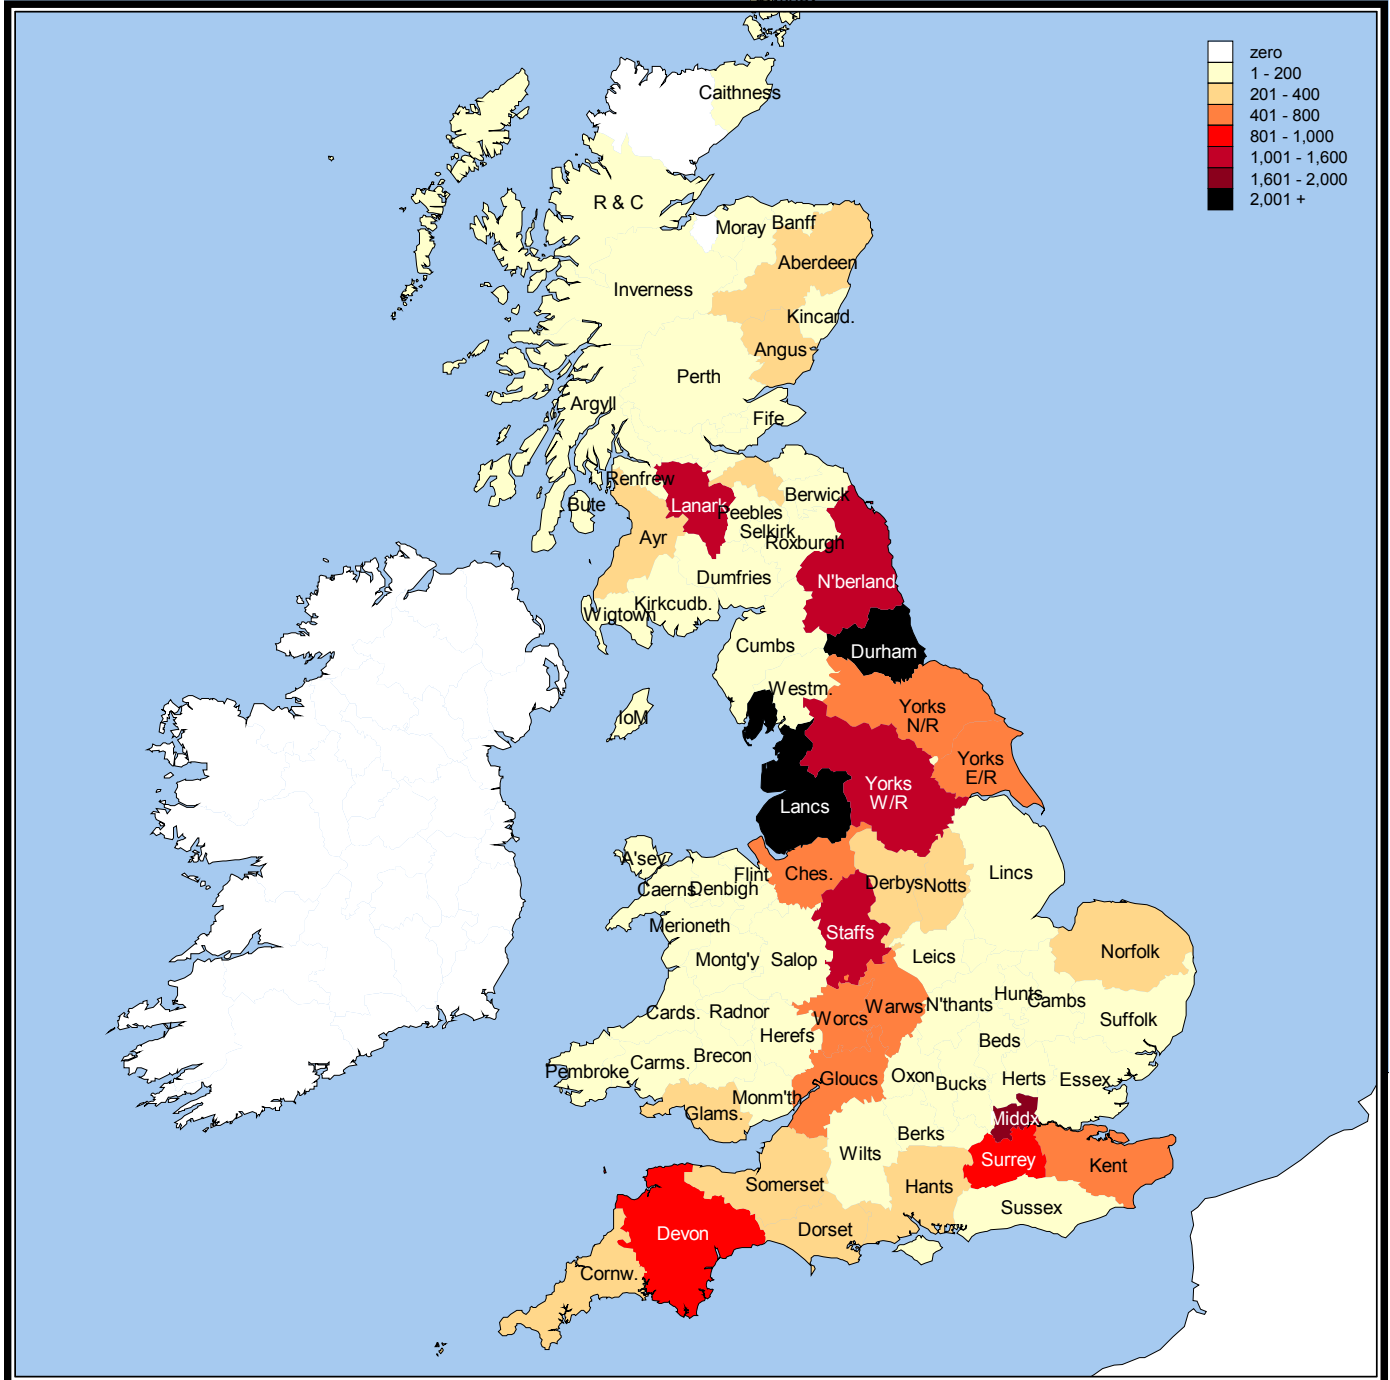 zero
1 - 200
201 - 400
401 - 800
801 - 1,000
1,001 - 1,600
1,601 - 2,000
2,001 +
Caithness
R & C
Moray
Banff
Aberdeen
Inverness
Kincard.
Angus
Perth
Argyll
Fife
Renfrew
Lanark
Berwick
Bute
Peebles
Selkirk
Ayr
Roxburgh
Dumfries
N'berland
Kirkcudb.
Wigtown
Cumbs
Durham
Westm.
IoM
Yorks
N/R
Yorks
E/R
Yorks
W/R
Lancs
A'sey
Flint
Ches.
Caerns.
Denbigh
Derbys
Notts
Lincs
Merioneth
Staffs
Montg'y
Salop
Leics
Norfolk
Cards.
Radnor
Worcs
Warws
N'thants
Hunts
Cambs
Suffolk
Herefs
Beds
Pembroke
Carms.
Brecon
Gloucs
Oxon
Bucks
Herts
Essex
Monm'th
Glams.
Middx
Berks
Wilts
Surrey
Kent
Somerset
Hants
Sussex
Devon
Dorset
Cornw.